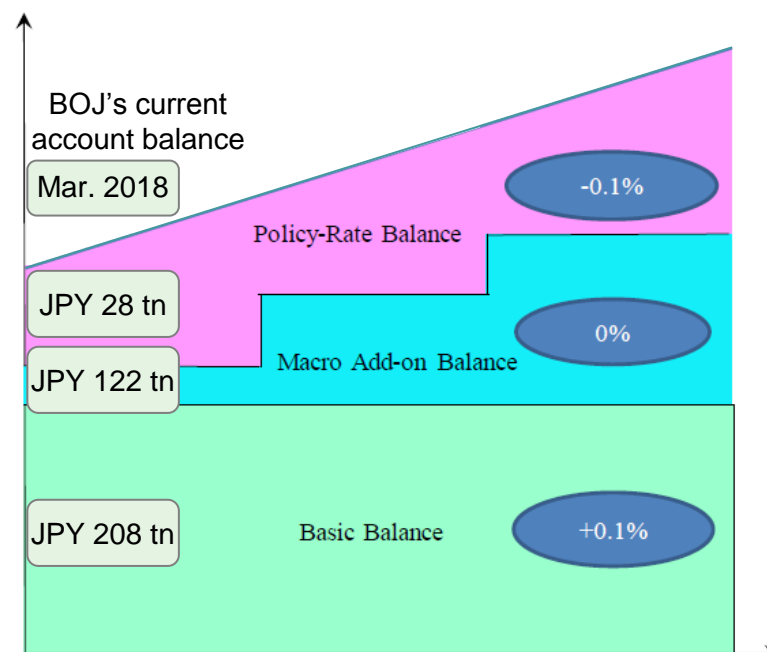 BOJ's current
account balance
Mar. 2018
-0.1%
Policy-Rate Balance
JPY 28 tn
0%
Macro Add-on Balance
JPY 122 tn
JPY 208 tn
Basic Balance
+0.1%